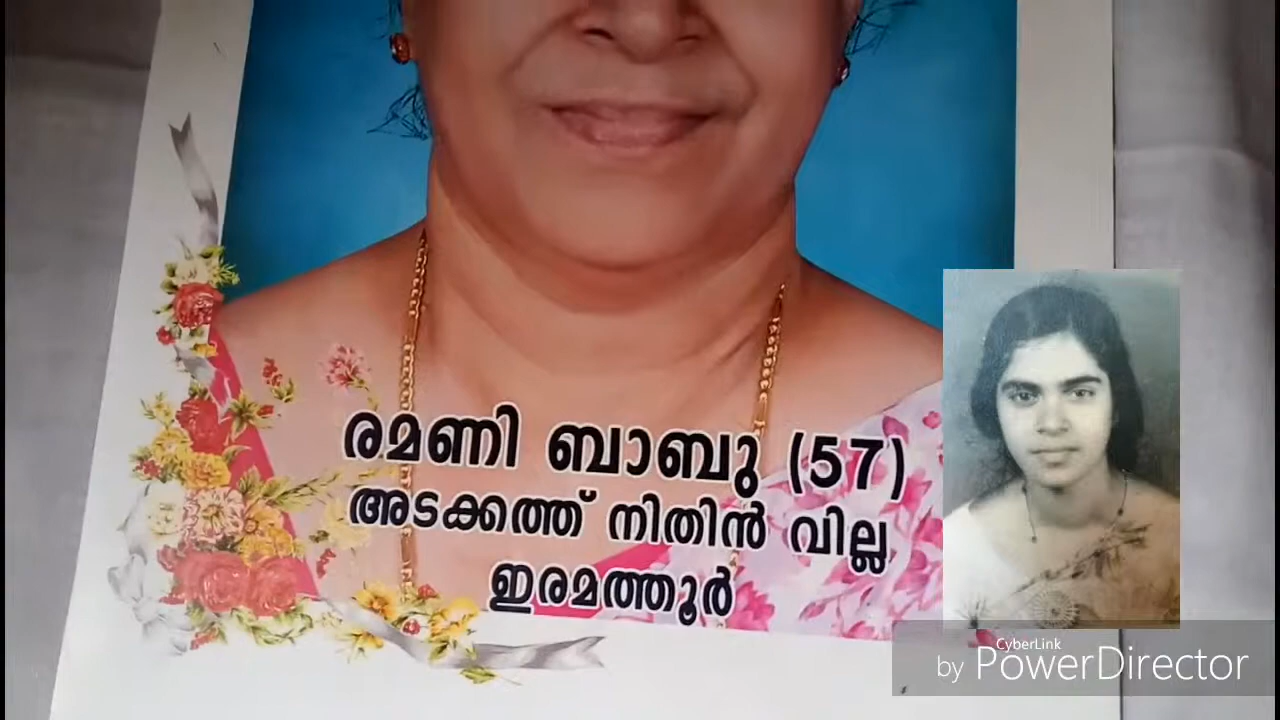 രമണി ബാബു (57)
അടക്കത്ത് നിതിൻ വില്ല
ഇരമത്തൂർ
CyberLink
by PowerDirector